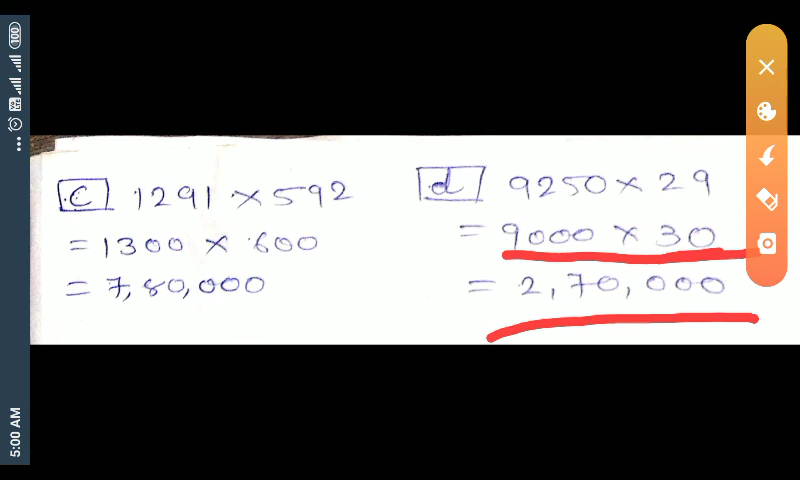 [C] 1291 × 592
= 1300 × 600
= 7,80,000
[d] 9250 × 29
= 9000 × 30
= 2,70,000
100
5:00 AM